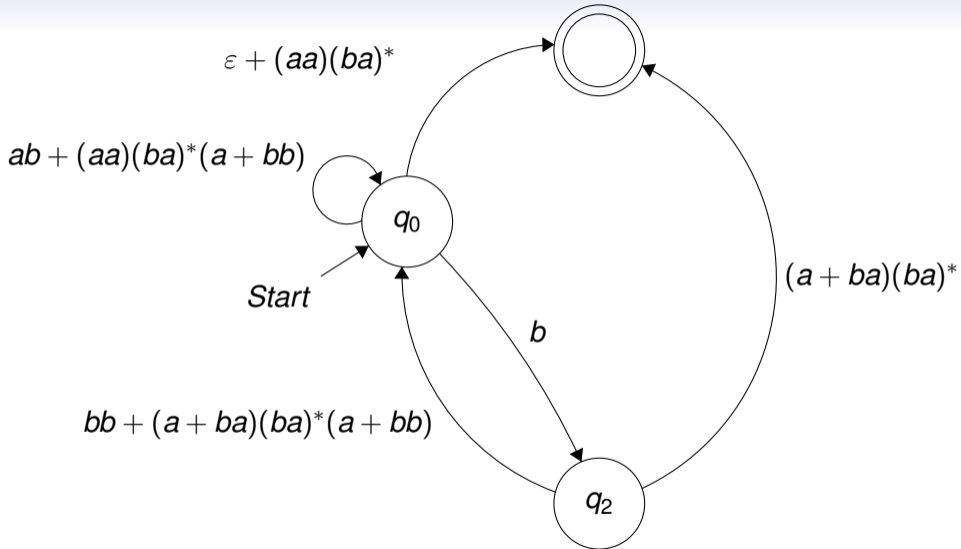 ε + (aa)(ba)*
ab + (aa)(ba)*(a + bb)
q₀
Start
(a + ba)(ba)*
b
bb + (a + ba)(ba)*(a + bb)
q₂